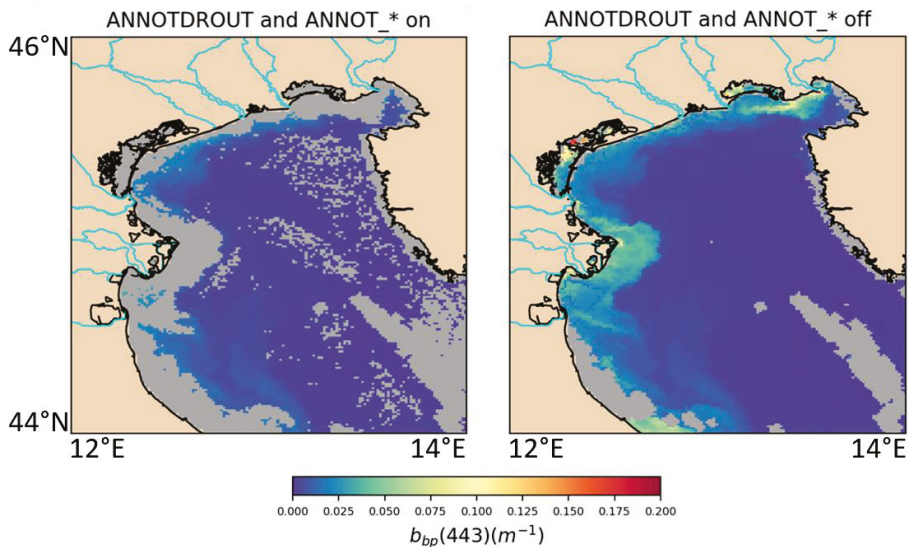 ANNOTDROUT and ANNOT_* on
ANNOTDROUT and ANNOT_* off
46°N
44°N
12°E
14°E
12°E
14°E
0.000 0.025 0.050 0.075 0.100 0.125 0.150 0.175 0.200
b_bp(443)(m⁻¹)